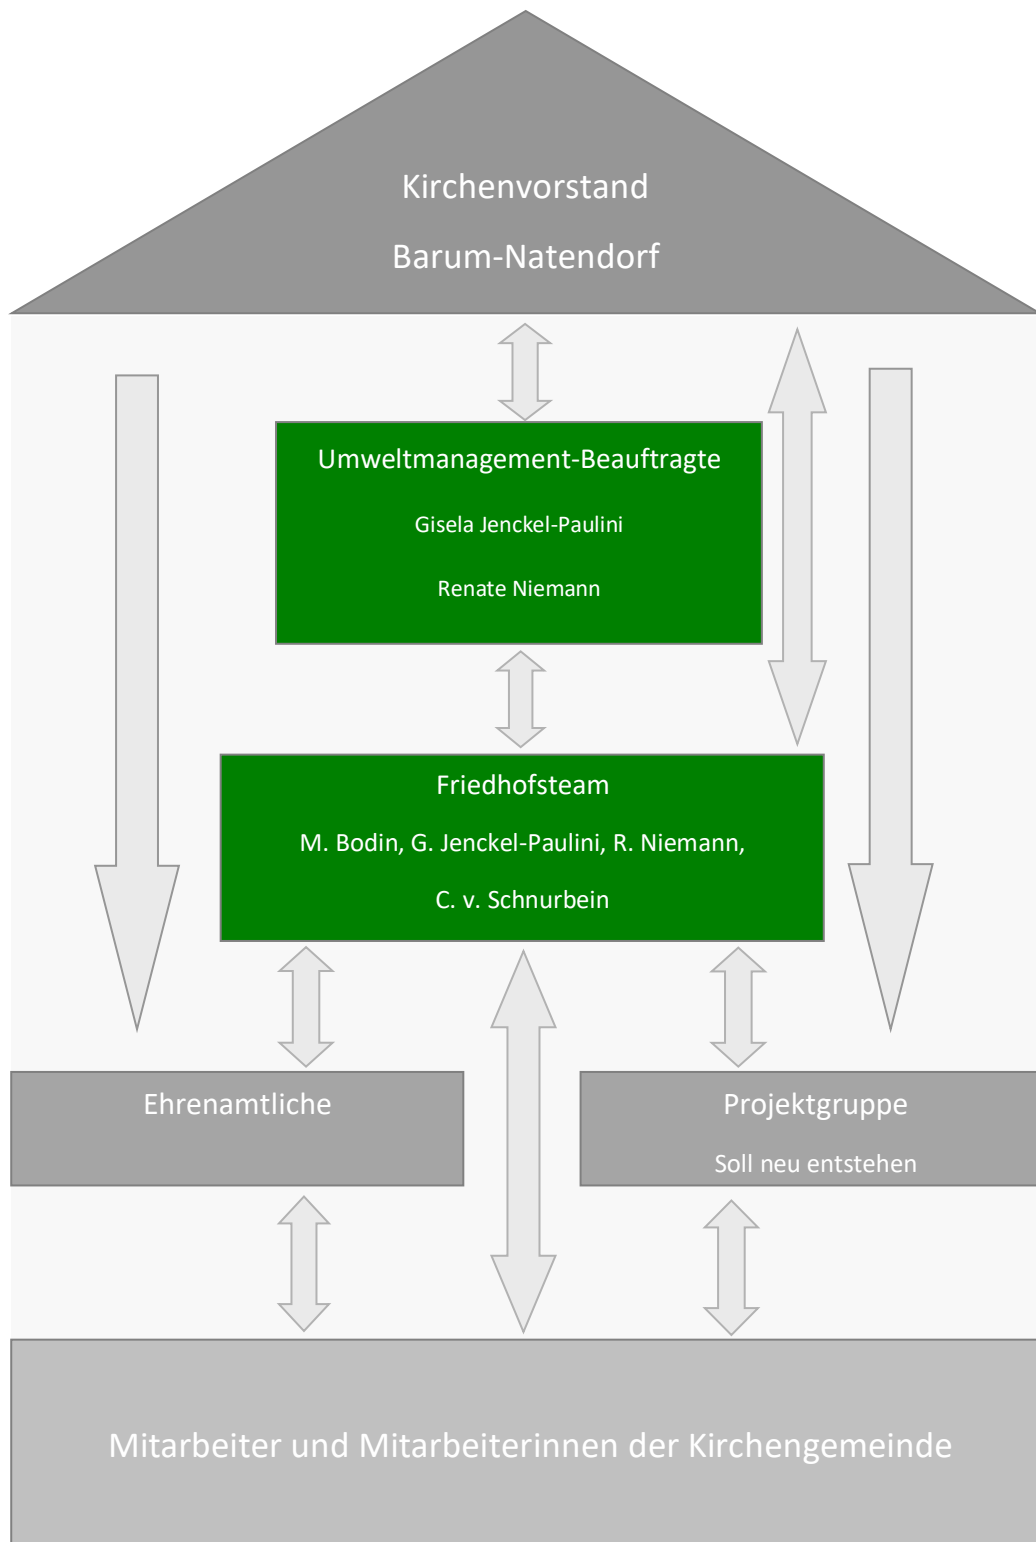 Kirchenvorstand
Barum-Natendorf
Umweltmanagement-Beauftragte
Gisela Jenckel-Paulini
Renate Niemann
Friedhofsteam
M. Bodin, G. Jenckel-Paulini, R. Niemann,
C. v. Schnurbein
Ehrenamtliche
Projektgruppe
Soll neu entstehen
Mitarbeiter und Mitarbeiterinnen der Kirchengemeinde